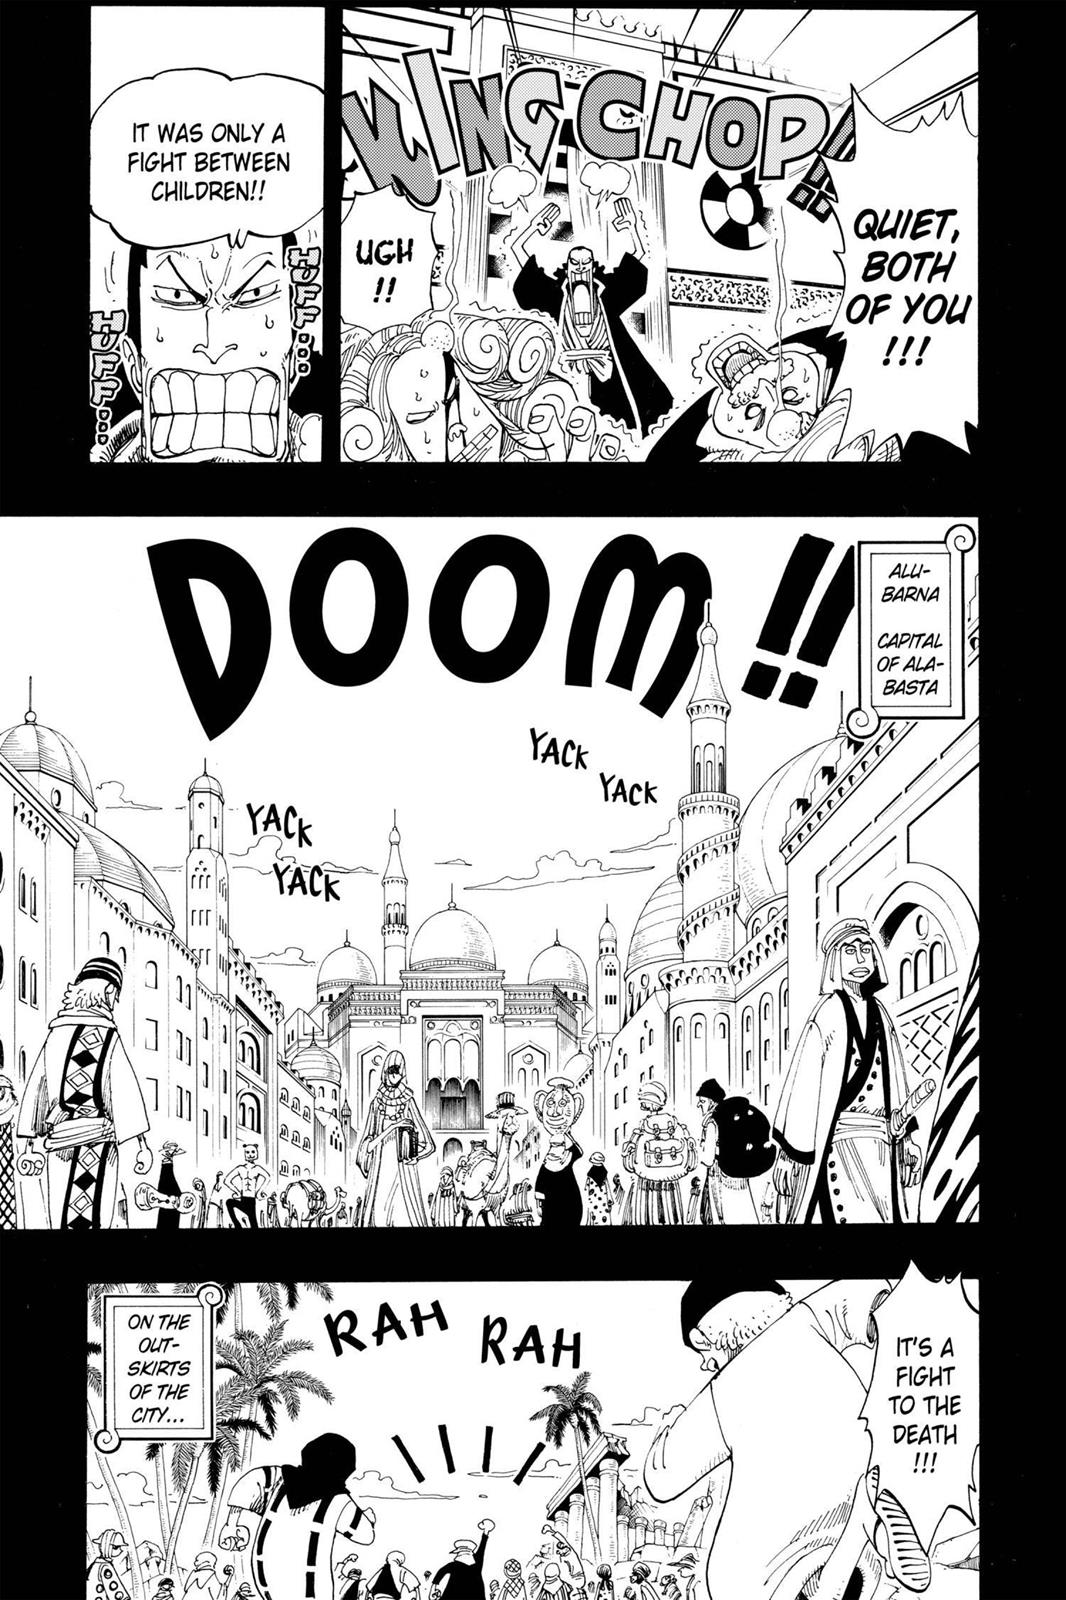 KING CHOP!!
QUIET,
BOTH
OF YOU
!!!
UGH
!!
IT WAS ONLY A
FIGHT BETWEEN
CHILDREN!!
HUFF...
HUFF...
DOOM!!
ALU-
BARNA
CAPITAL
OF ALA-
BASTA
YACK
YACK
YACK
YACK
ON THE
OUT-
SKIRTS
OF THE
CITY...
RAH
RAH
IT'S A
FIGHT
TO THE
DEATH
!!!